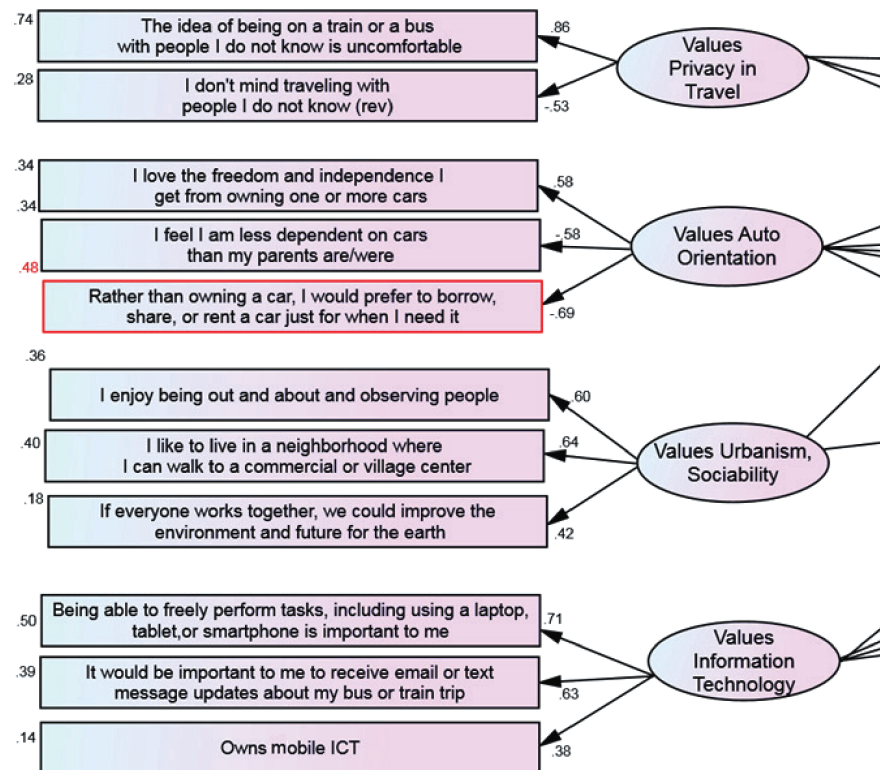 .74
The idea of being on a train or a bus
with people I do not know is uncomfortable
.86
Values
Privacy in
Travel
.28
I don't mind traveling with
people I do not know (rev)
-.53
.34
I love the freedom and independence I
get from owning one or more cars
.58
.34
I feel I am less dependent on cars
than my parents are/were
-.58
Values Auto
Orientation
.48
Rather than owning a car, I would prefer to borrow,
share, or rent a car just for when I need it
-.69
.36
I enjoy being out and about and observing people
.60
.40
I like to live in a neighborhood where
I can walk to a commercial or village center
.64
Values Urbanism,
Sociability
.18
If everyone works together, we could improve the
environment and future for the earth
.42
.50
Being able to freely perform tasks, including using a laptop,
tablet,or smartphone is important to me
.71
.39
It would be important to me to receive email or text
message updates about my bus or train trip
.63
Values
Information
Technology
.14
Owns mobile ICT
.38